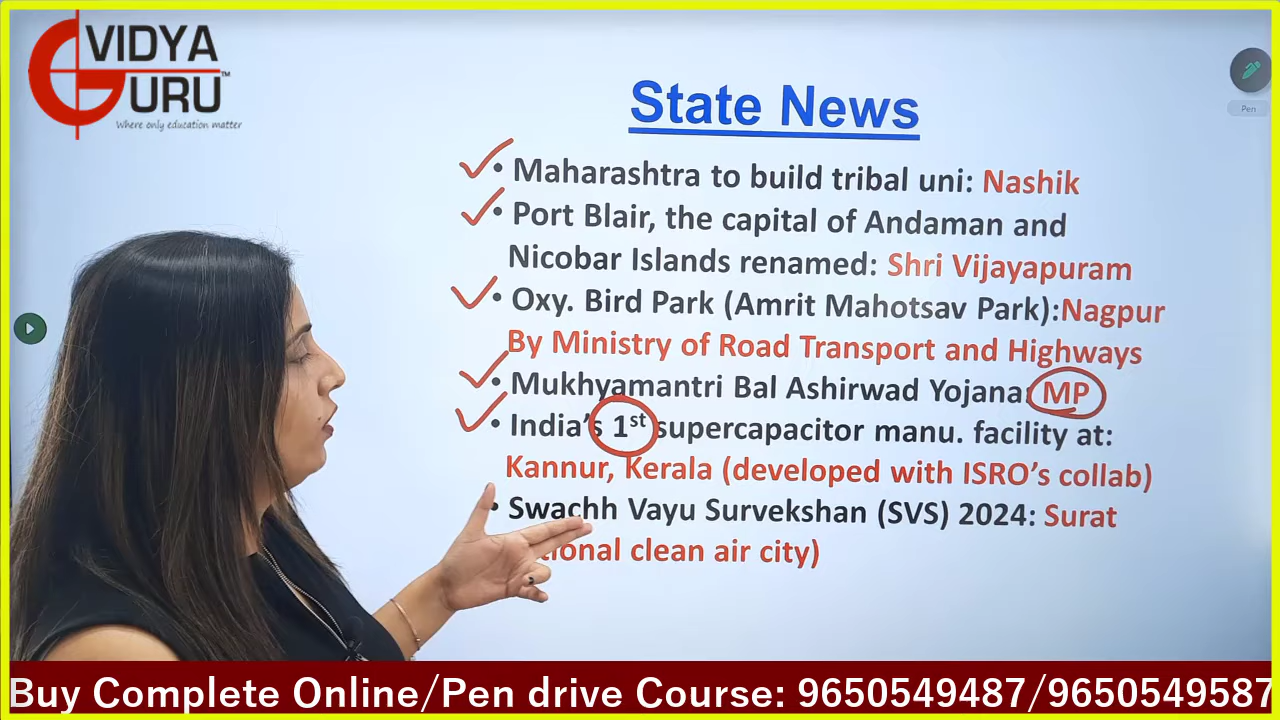 VIDYA
GURU™
Where only education matter
Pen
State News
• Maharashtra to build tribal uni: Nashik
• Port Blair, the capital of Andaman and
Nicobar Islands renamed: Shri Vijayapuram
• Oxy. Bird Park (Amrit Mahotsav Park):Nagpur
By Ministry of Road Transport and Highways
• Mukhyamantri Bal Ashirwad Yojana: MP
• India's 1st supercapacitor manu. facility at:
Kannur, Kerala (developed with ISRO's collab)
• Swachh Vayu Survekshan (SVS) 2024: Surat
clean air city)
Buy Complete Online/Pen drive Course: 9650549487/9650549587